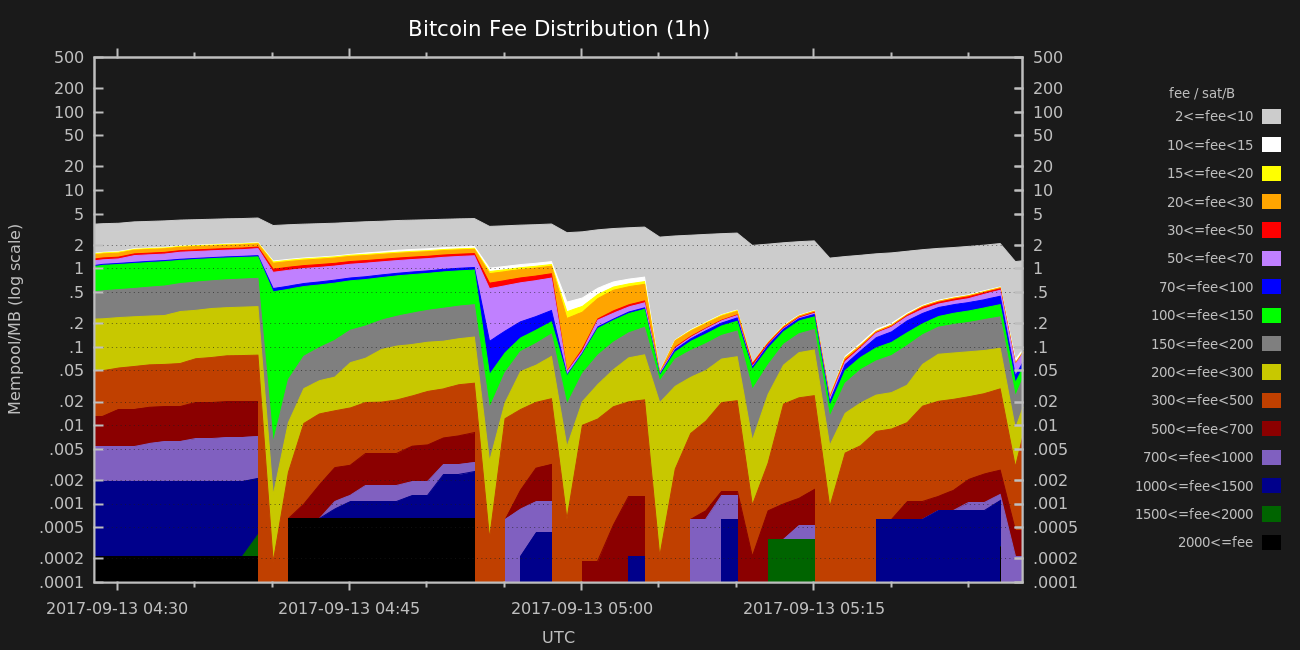 Bitcoin Fee Distribution (1h)
Mempool/MB (log scale)
500
200
100
50
20
10
5
2
1
.5
.2
.1
.05
.02
.01
.005
.002
.001
.0005
.0002
.0001
500
200
100
50
20
10
5
2
1
.5
.2
.1
.05
.02
.01
.005
.002
.001
.0005
.0002
.0001
2017-09-13 04:30 2017-09-13 04:45 2017-09-13 05:00 2017-09-13 05:15
UTC
fee / sat/B
2<=fee<10
10<=fee<15
15<=fee<20
20<=fee<30
30<=fee<50
50<=fee<70
70<=fee<100
100<=fee<150
150<=fee<200
200<=fee<300
300<=fee<500
500<=fee<700
700<=fee<1000
1000<=fee<1500
1500<=fee<2000
2000<=fee